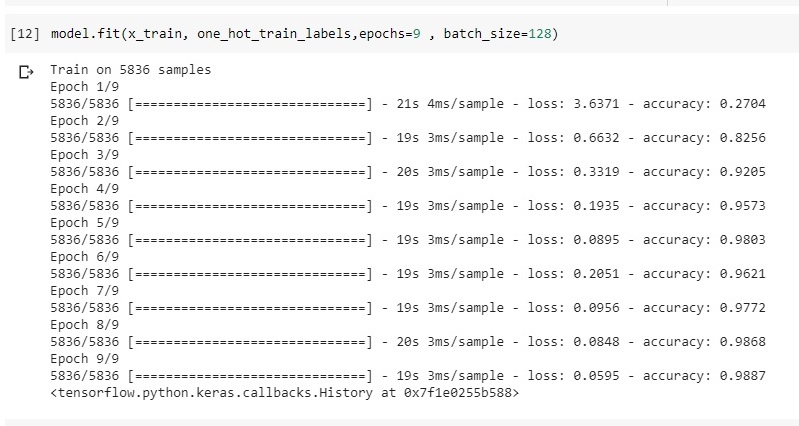 [12] model.fit(x_train, one_hot_train_labels,epochs=9 , batch_size=128)
Train on 5836 samples
Epoch 1/9
5836/5836 [==============================] - 21s 4ms/sample - loss: 3.6371 - accuracy: 0.2704
Epoch 2/9
5836/5836 [==============================] - 19s 3ms/sample - loss: 0.6632 - accuracy: 0.8256
Epoch 3/9
5836/5836 [==============================] - 20s 3ms/sample - loss: 0.3319 - accuracy: 0.9205
Epoch 4/9
5836/5836 [==============================] - 19s 3ms/sample - loss: 0.1935 - accuracy: 0.9573
Epoch 5/9
5836/5836 [==============================] - 19s 3ms/sample - loss: 0.0895 - accuracy: 0.9803
Epoch 6/9
5836/5836 [==============================] - 19s 3ms/sample - loss: 0.2051 - accuracy: 0.9621
Epoch 7/9
5836/5836 [==============================] - 19s 3ms/sample - loss: 0.0956 - accuracy: 0.9772
Epoch 8/9
5836/5836 [==============================] - 20s 3ms/sample - loss: 0.0848 - accuracy: 0.9868
Epoch 9/9
5836/5836 [==============================] - 19s 3ms/sample - loss: 0.0595 - accuracy: 0.9887
<tensorflow.python.keras.callbacks.History at 0x7f1e0255b588>